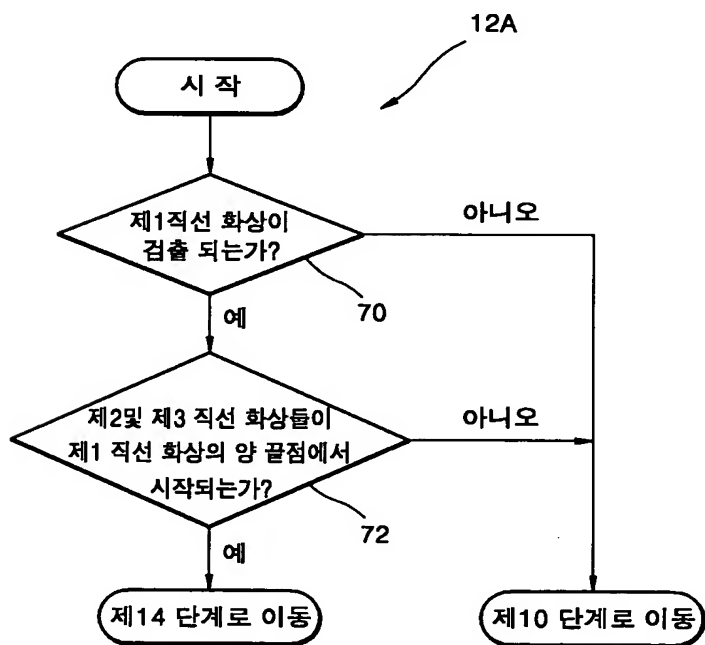 12A
시 작
제1직선 화상이
검출 되는가?
아니오
70
예
제2및 제3 직선 화상들이
제1 직선 화상의 양 끝점에서
시작되는가?
아니오
72
예
제14 단계로 이동
제10 단계로 이동